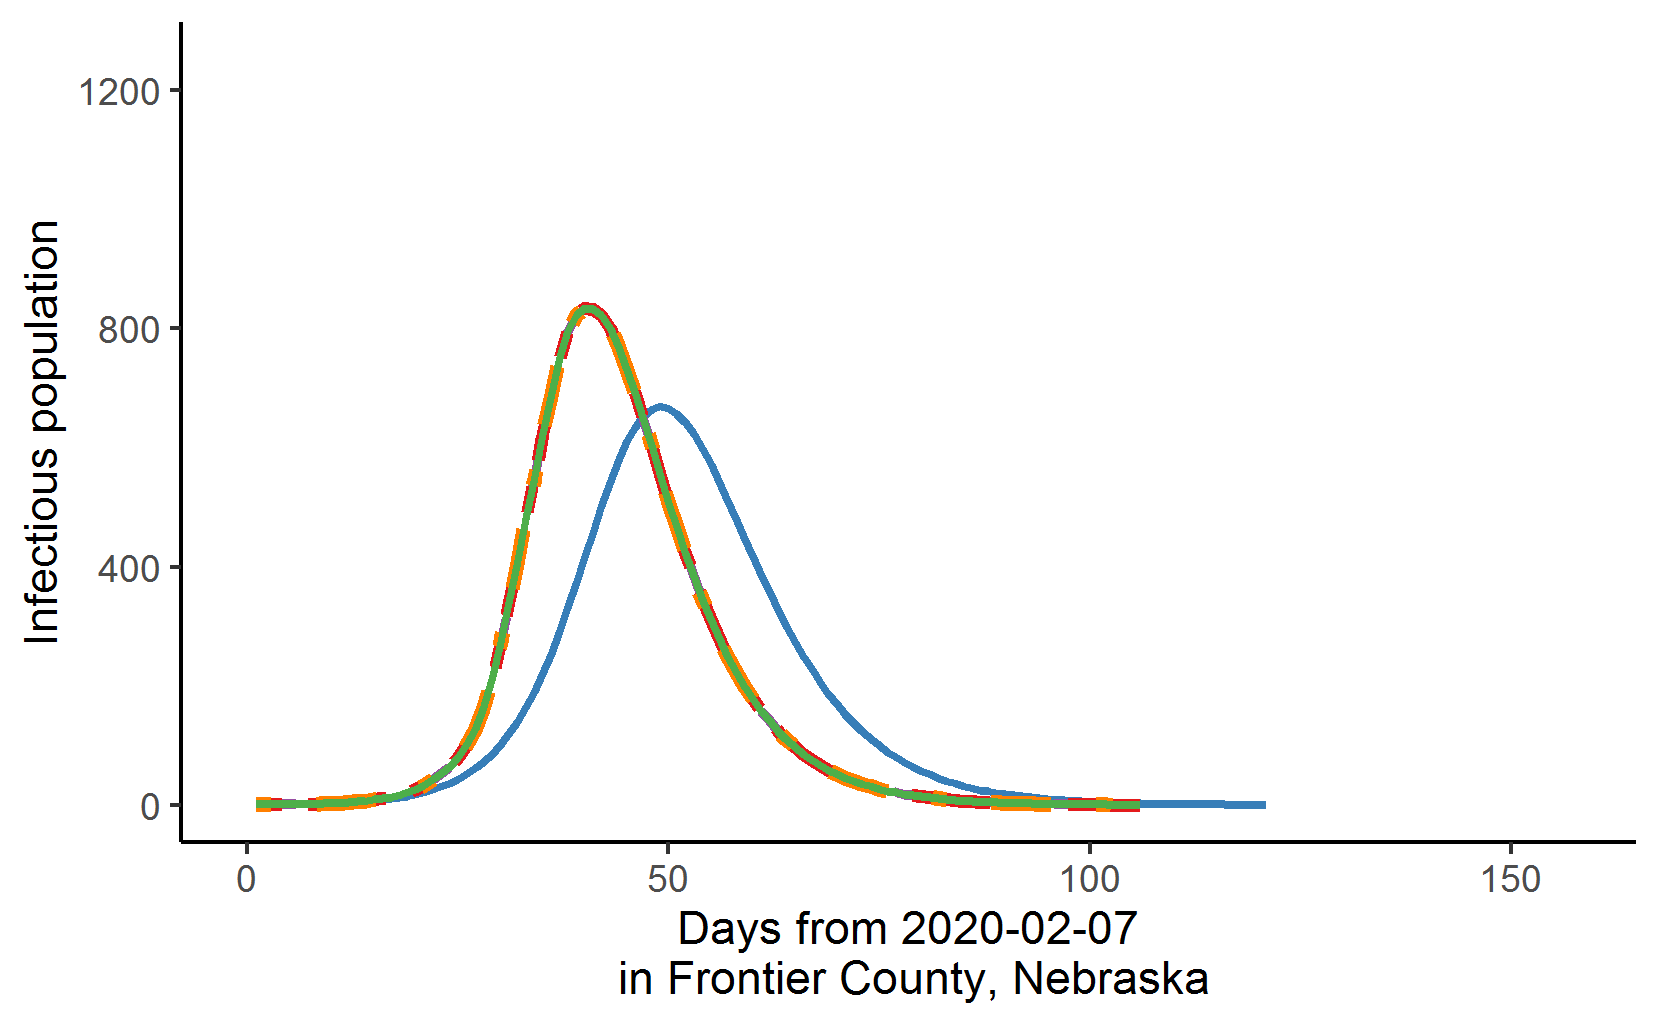 Infectious population
1200
800
400
0
0 50 100 150
Days from 2020-02-07
in Frontier County, Nebraska